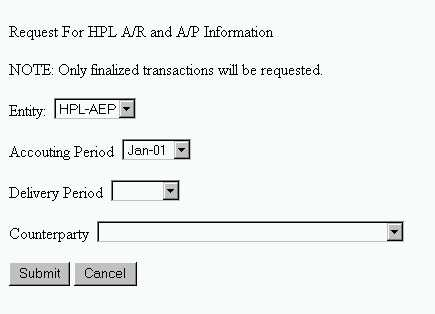 Request For HPL A/R and A/P Information
NOTE: Only finalized transactions will be requested.
Entity: HPL-AEP
Accouting Period Jan-01
Delivery Period
Counterparty
Submit Cancel